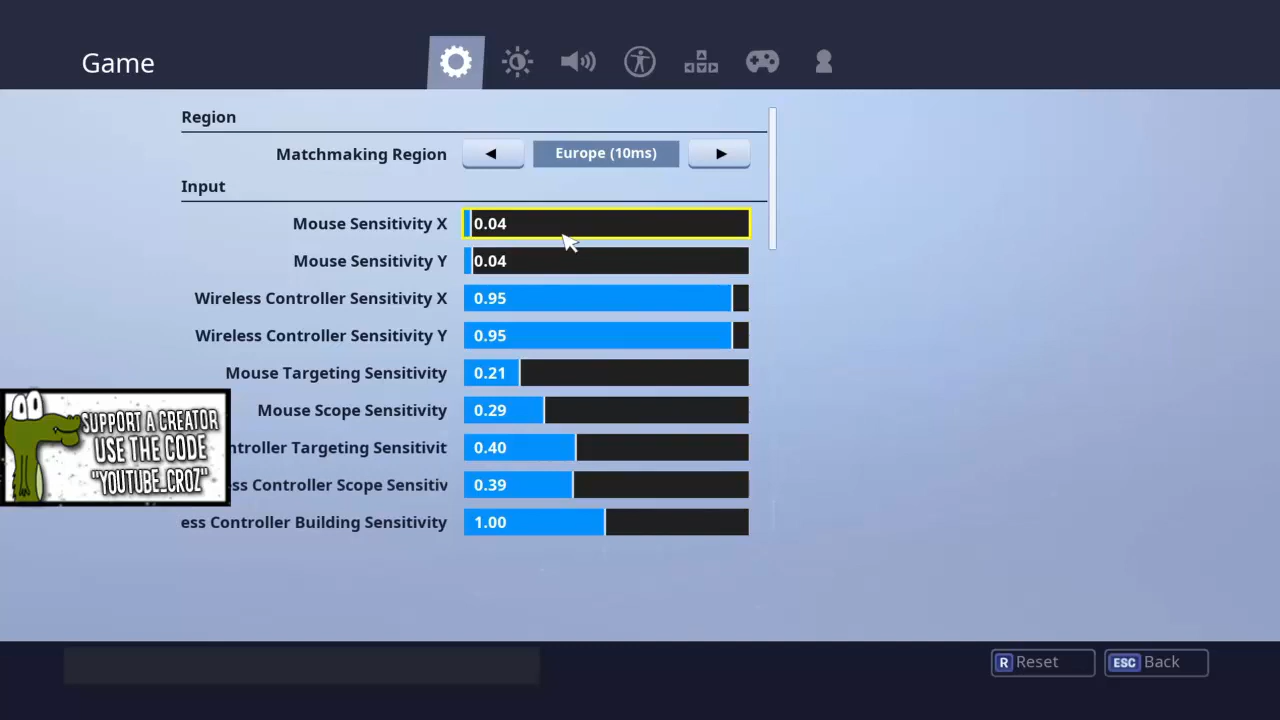 Game
Region
Matchmaking Region Europe (10ms)
Input
Mouse Sensitivity X 0.04
Mouse Sensitivity Y 0.04
Wireless Controller Sensitivity X 0.95
Wireless Controller Sensitivity Y 0.95
Mouse Targeting Sensitivity 0.21
Mouse Scope Sensitivity 0.29
ntroller Targeting Sensitivit 0.40
ss Controller Scope Sensitiv 0.39
ess Controller Building Sensitivity 1.00
SUPPORT A CREATOR
USE THE CODE
"YOUTUBE_CROZ"
R Reset ESC Back